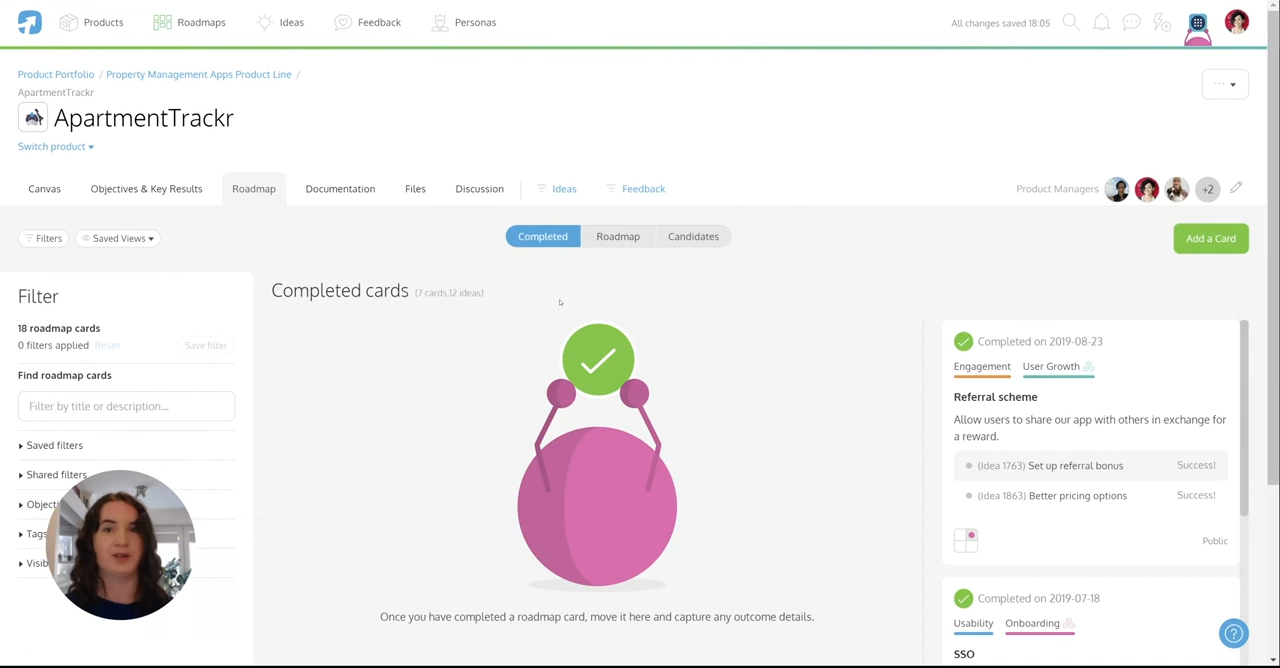 Products
Roadmaps
Ideas
Feedback
Personas
All changes saved 18:05
Product Portfolio / Property Management Apps Product Line /
ApartmentTrackr
ApartmentTrackr
Switch product
Canvas
Objectives & Key Results
Roadmap
Documentation
Files
Discussion
Ideas
Feedback
Product Managers
+2
Filters
Saved Views
Completed
Roadmap
Candidates
Add a Card
Filter
18 roadmap cards
0 filters applied Reset
Save filter
Find roadmap cards
Filter by title or description...
Saved filters
Shared filters
Objecti
Tags
Visib
Completed cards (7 cards,12 ideas)
Once you have completed a roadmap card, move it here and capture any outcome details.
Completed on 2019-08-23
Engagement
User Growth
Referral scheme
Allow users to share our app with others in exchange for
a reward.
(Idea 1763) Set up referral bonus
Success!
(Idea 1863) Better pricing options
Success!
Public
Completed on 2019-07-18
Usability
Onboarding
SSO
?